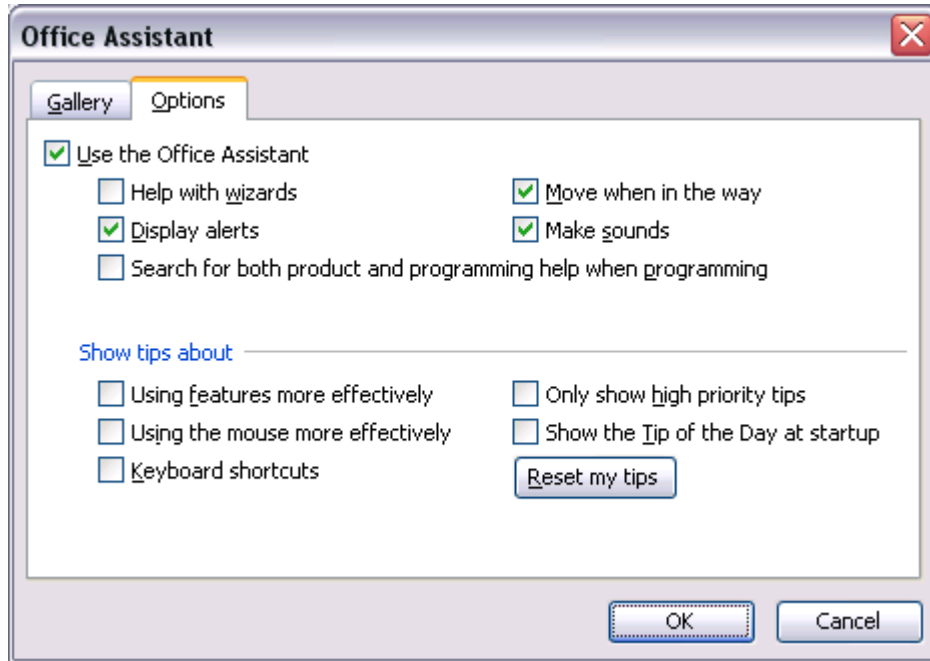 Office Assistant
Gallery Options
Use the Office Assistant
Help with wizards Move when in the way
Display alerts Make sounds
Search for both product and programming help when programming
Show tips about
Using features more effectively Only show high priority tips
Using the mouse more effectively Show the Tip of the Day at startup
Keyboard shortcuts Reset my tips
OK Cancel